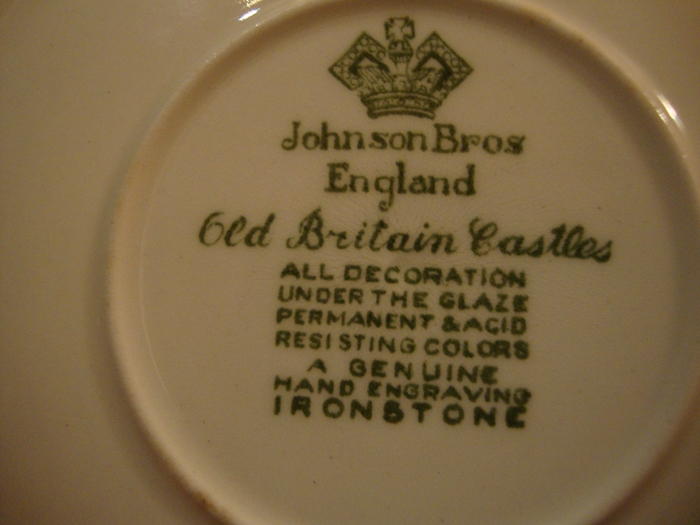 Johnson Bros
England
Old Britain Castles
ALL DECORATION
UNDER THE GLAZE
PERMANENT & ACID
RESISTING COLORS
A GENUINE
HAND ENGRAVING
IRONSTONE